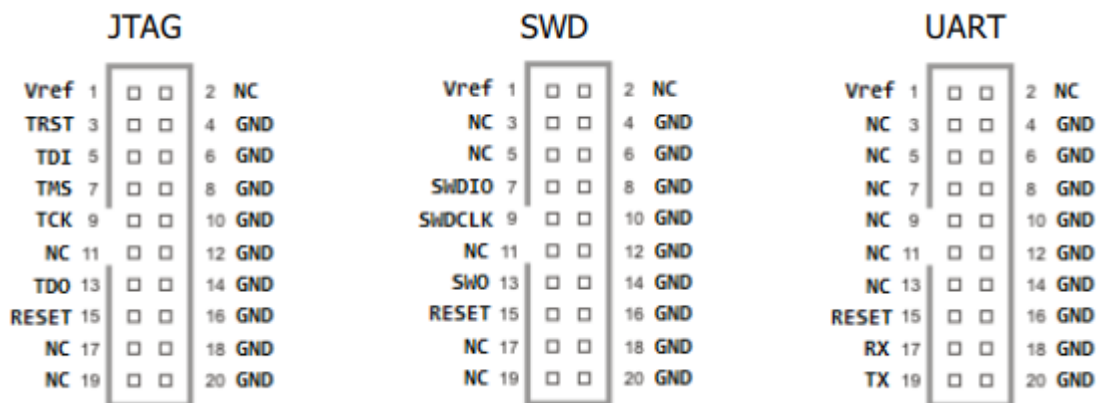 JTAG SWD UART
Vref 1 2 NC Vref 1 2 NC Vref 1 2 NC
TRST 3 4 GND NC 3 4 GND NC 3 4 GND
TDI 5 6 GND NC 5 6 GND NC 5 6 GND
TMS 7 8 GND SWDIO 7 8 GND NC 7 8 GND
TCK 9 10 GND SWDCLK 9 10 GND NC 9 10 GND
NC 11 12 GND NC 11 12 GND NC 11 12 GND
TDO 13 14 GND SWO 13 14 GND NC 13 14 GND
RESET 15 16 GND RESET 15 16 GND RESET 15 16 GND
NC 17 18 GND NC 17 18 GND RX 17 18 GND
NC 19 20 GND NC 19 20 GND TX 19 20 GND